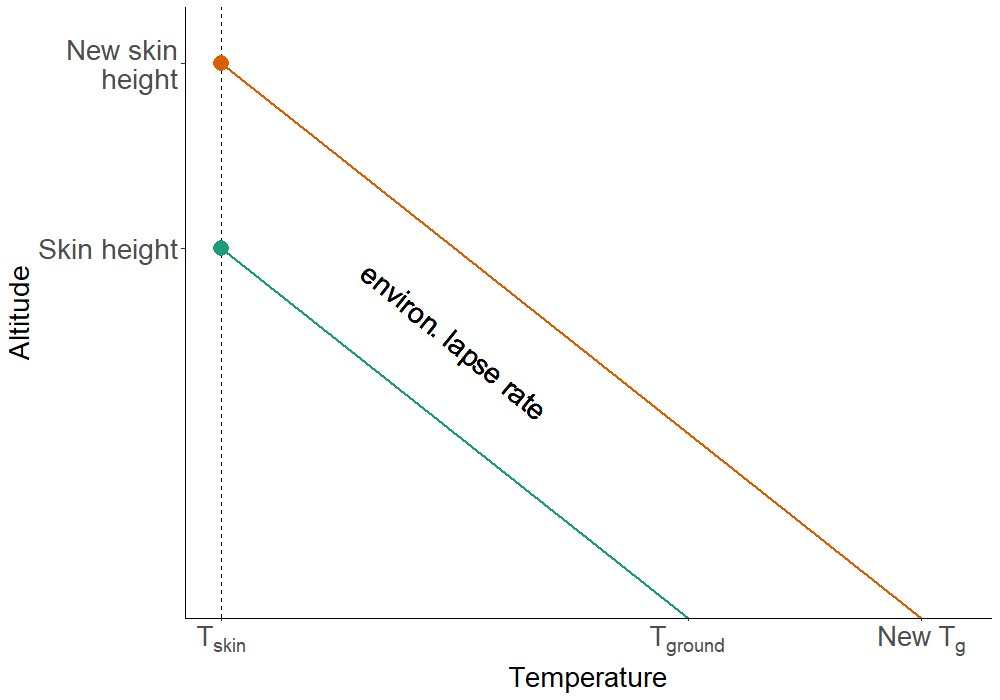 New skin
height
Skin height
Altitude
environ. lapse rate
Tskin
Tground
New Tg
Temperature